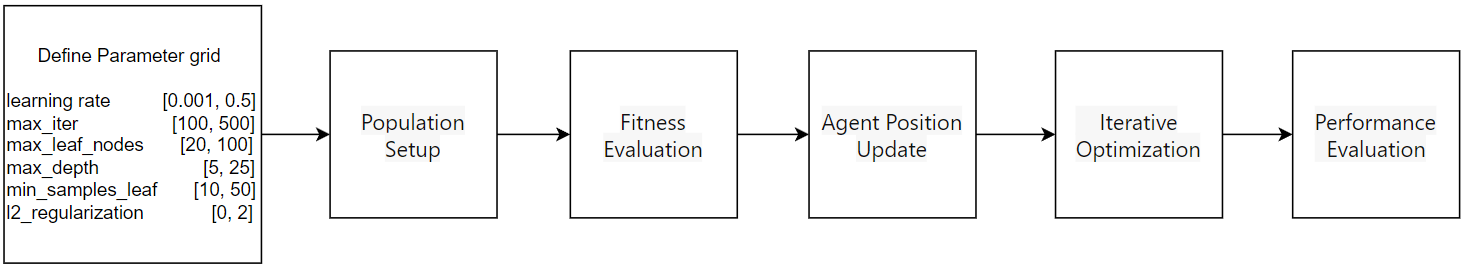 Define Parameter grid
learning rate [0.001, 0.5]
max_iter [100, 500]
max_leaf_nodes [20, 100]
max_depth [5, 25]
min_samples_leaf [10, 50]
l2_regularization [0, 2]
Population
Setup
Fitness
Evaluation
Agent Position
Update
Iterative
Optimization
Performance
Evaluation